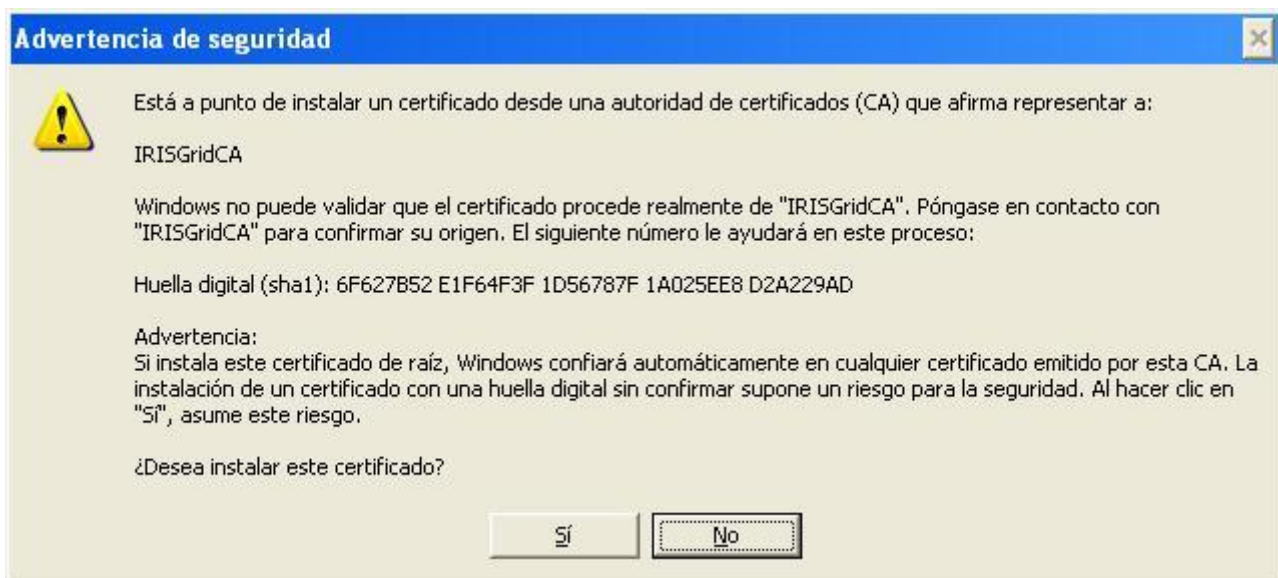 Advertencia de seguridad
Está a punto de instalar un certificado desde una autoridad de certificados (CA) que afirma representar a:
IRISGridCA
Windows no puede validar que el certificado procede realmente de "IRISGridCA". Póngase en contacto con
"IRISGridCA" para confirmar su origen. El siguiente número le ayudará en este proceso:
Huella digital (sha1): 6F627B52 E1F64F3F 1D56787F 1A025EE8 D2A229AD
Advertencia:
Si instala este certificado de raíz, Windows confiará automáticamente en cualquier certificado emitido por esta CA. La
instalación de un certificado con una huella digital sin confirmar supone un riesgo para la seguridad. Al hacer clic en
"Sí", asume este riesgo.
¿Desea instalar este certificado?
Sí
No